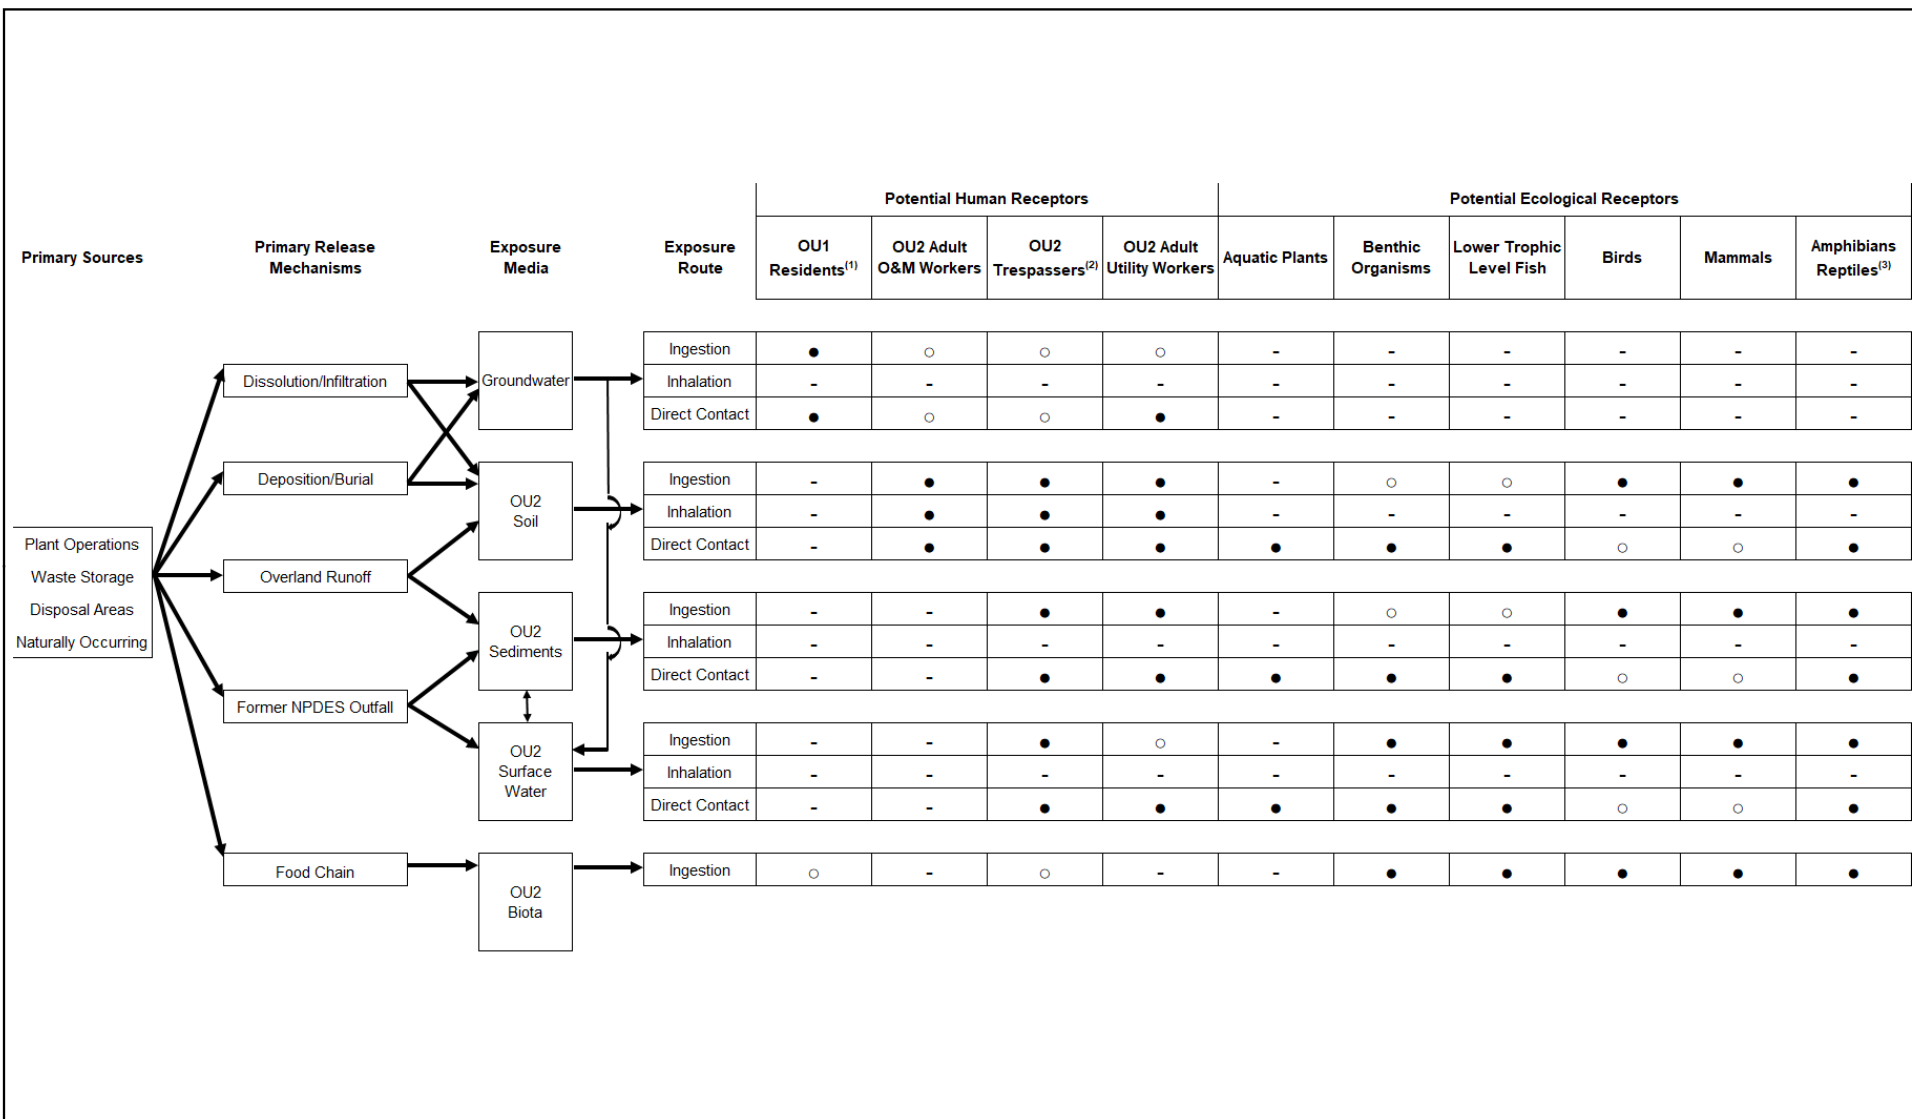 Potential Human Receptors
Potential Ecological Receptors
Primary Sources
Primary Release
Mechanisms
Exposure
Media
Exposure
Route
OU1
Residents(1)
OU2 Adult
O&M Workers
OU2
Trespassers(2)
OU2 Adult
Utility Workers
Aquatic Plants
Benthic
Organisms
Lower Trophic
Level Fish
Birds
Mammals
Amphibians
Reptiles(3)
Plant Operations
Waste Storage
Disposal Areas
Naturally Occurring
Dissolution/Infiltration
Deposition/Burial
Overland Runoff
Former NPDES Outfall
Food Chain
Groundwater
OU2
Soil
OU2
Sediments
OU2
Surface
Water
OU2
Biota
Ingestion ● ○ ○ ○ - - - - - -
Inhalation - - - - - - - - - -
Direct Contact ● ○ ○ ● - - - - - -
Ingestion - ● ● ● - ○ ○ ● ● ●
Inhalation - ● ● ● - - - - - -
Direct Contact - ● ● ● ● ● ● ○ ○ ●
Ingestion - - ● ● - ○ ○ ● ● ●
Inhalation - - - - - - - - - -
Direct Contact - - ● ● ● ● ● ○ ○ ●
Ingestion - - ● ○ - ● ● ● ● ●
Inhalation - - - - - - - - - -
Direct Contact - - ● ● ● ● ● ○ ○ ●
Ingestion ○ - ○ - - ● ● ● ● ●